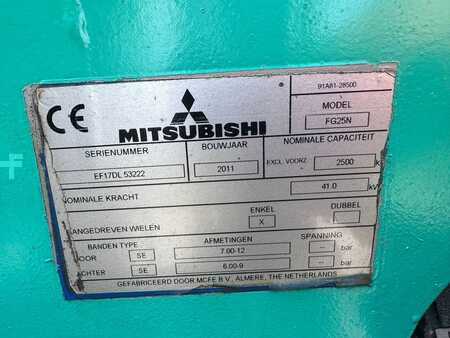 CE
MITSUBISHI
91A81-28500
MODEL
FG25N
SERIENUMMER
BOUWJAAR
NOMINALE CAPACITEIT
EF17DL 53222
2011
EXCL. VOORZ
2500
NOMINALE KRACHT
41.0 kW
ENKEL
DUBBEL
AANGEDREVEN WIELEN
X
BANDEN TYPE
AFMETINGEN
SPANNING
VOOR SE 7.00-12 -- bar
ACHTER SE 6.00-9 -- bar
GEFABRICEERD DOOR MCFE B.V., ALMERE, THE NETHERLANDS